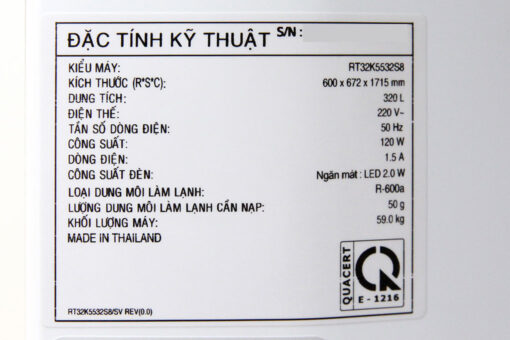 ĐẶC TÍNH KỸ THUẬT S/N:
KIỂU MÁY: RT32K5532S8
KÍCH THƯỚC (R*S*C): 600 x 672 x 1715 mm
DUNG TÍCH: 320 L
ĐIỆN THẾ: 220 V~
TẦN SỐ DÒNG ĐIỆN: 50 Hz
CÔNG SUẤT: 120 W
DÒNG ĐIỆN: 1.5 A
CÔNG SUẤT ĐÈN: Ngăn mát : LED 2.0 W
LOẠI DUNG MÔI LÀM LẠNH: R-600a
LƯỢNG DUNG MÔI LÀM LẠNH CẦN NẠP: 50 g
KHỐI LƯỢNG MÁY: 59.0 kg
MADE IN THAILAND
QUACERT
E - 1216
RT32K5532S8/SV REV(0.0)